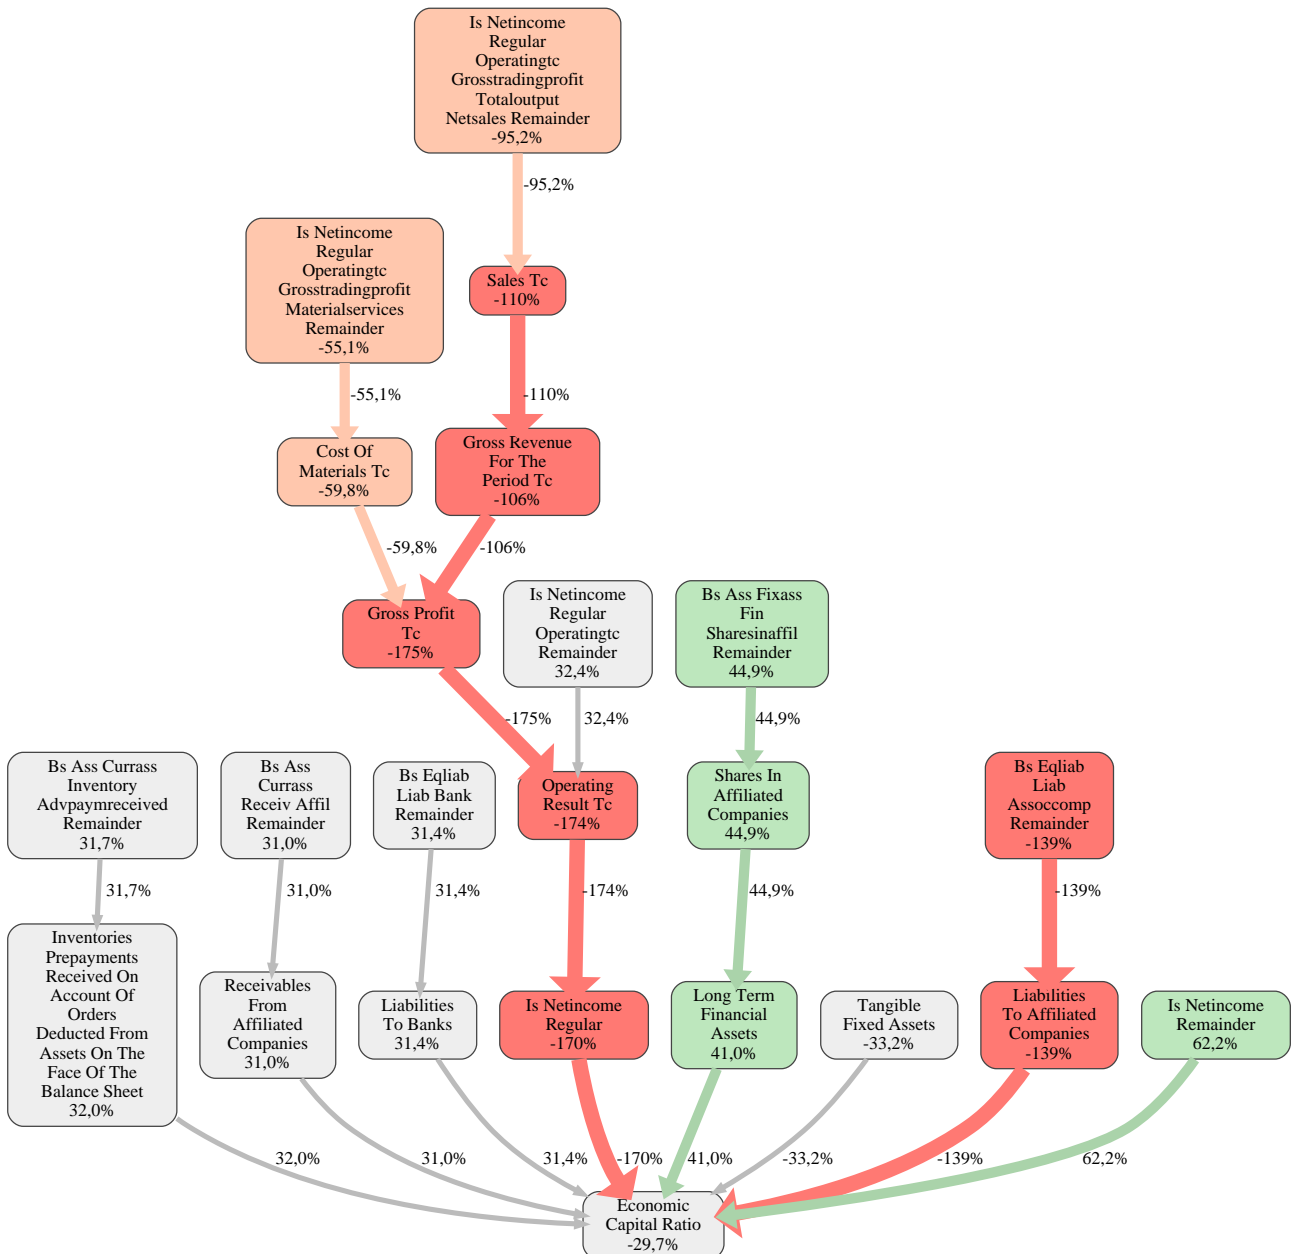 Is Netincome
Regular
Operatingtc
Grosstradingprofit
Totaloutput
Netsales Remainder
-95,2%
-95,2%
Is Netincome
Regular
Operatingtc
Grosstradingprofit
Materialservices
Remainder
-55,1%
Sales Tc
-110%
-55,1%
-110%
Cost Of
Materials Tc
-59,8%
Gross Revenue
For The
Period Tc
-106%
-59,8%
-106%
Gross Profit
Tc
-175%
Is Netincome
Regular
Operatingtc
Remainder
32,4%
Bs Ass Fixass
Fin
Sharesinaffil
Remainder
44,9%
-175%
32,4%
44,9%
Bs Ass Currass
Inventory
Advpaymreceived
Remainder
31,7%
Bs Ass
Currass
Receiv Affil
Remainder
31,0%
Bs Eqliab
Liab Bank
Remainder
31,4%
Operating
Result Tc
-174%
Shares In
Affiliated
Companies
44,9%
Bs Eqliab
Liab
Assoccomp
Remainder
-139%
31,7%
31,0%
31,4%
-174%
44,9%
-139%
Inventories
Prepayments
Received On
Account Of
Orders
Deducted From
Assets On The
Face Of The
Balance Sheet
32,0%
Receivables
From
Affiliated
Companies
31,0%
Liabilities
To Banks
31,4%
Is Netincome
Regular
-170%
Long Term
Financial
Assets
41,0%
Tangible
Fixed Assets
-33,2%
Liabilities
To Affiliated
Companies
-139%
Is Netincome
Remainder
62,2%
32,0%
31,0%
31,4%
-170%
41,0%
-33,2%
-139%
62,2%
Economic
Capital Ratio
-29,7%